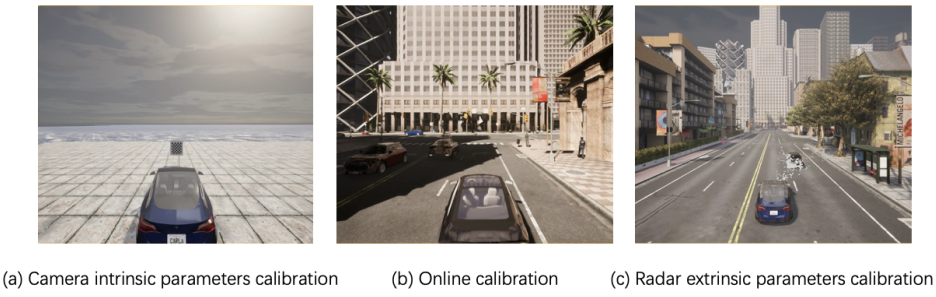 CARLA
MICHELANGELO
(a) Camera intrinsic parameters calibration
(b) Online calibration
(c) Radar extrinsic parameters calibration